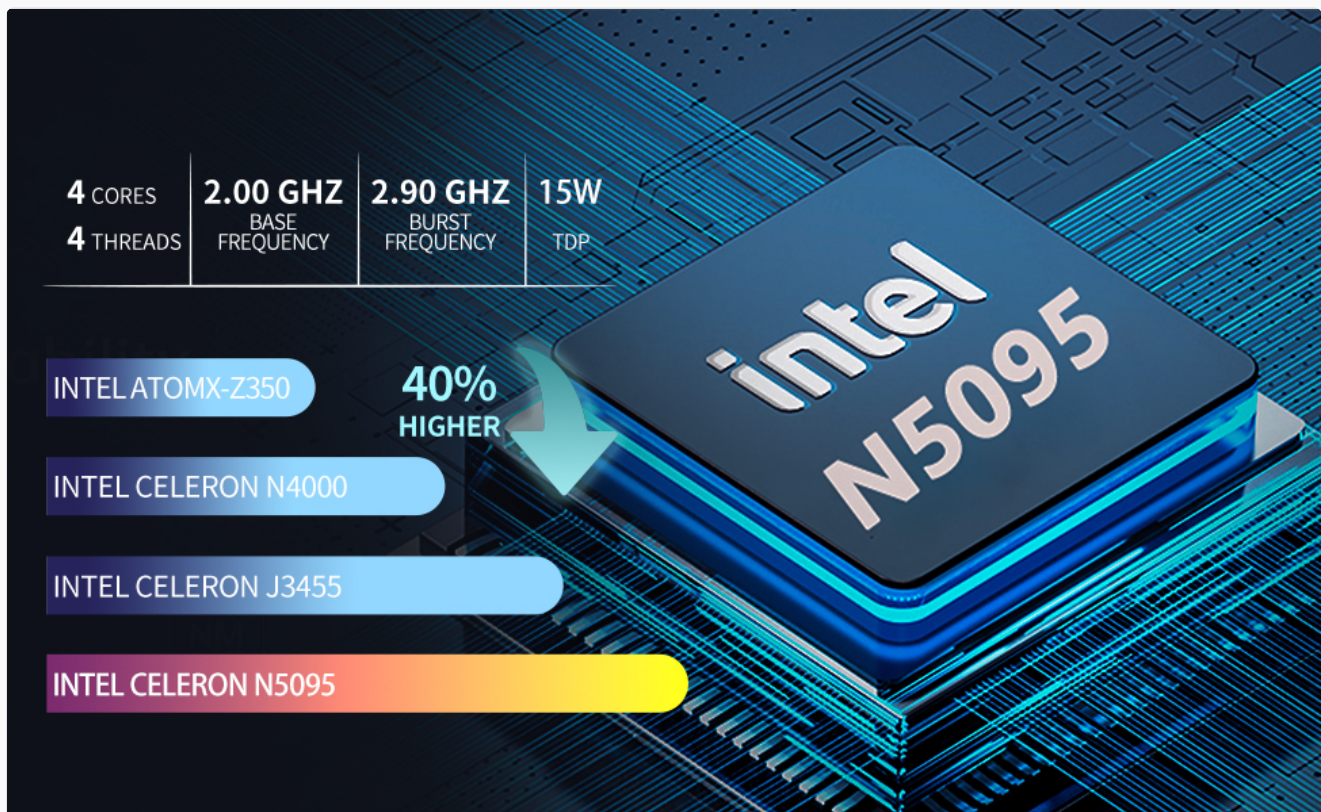 4 CORES
4 THREADS
2.00 GHZ
BASE
FREQUENCY
2.90 GHZ
BURST
FREQUENCY
15W
TDP
INTEL ATOMX-Z350
40%
HIGHER
INTEL CELERON N4000
INTEL CELERON J3455
INTEL CELERON N5095
intel
N5095